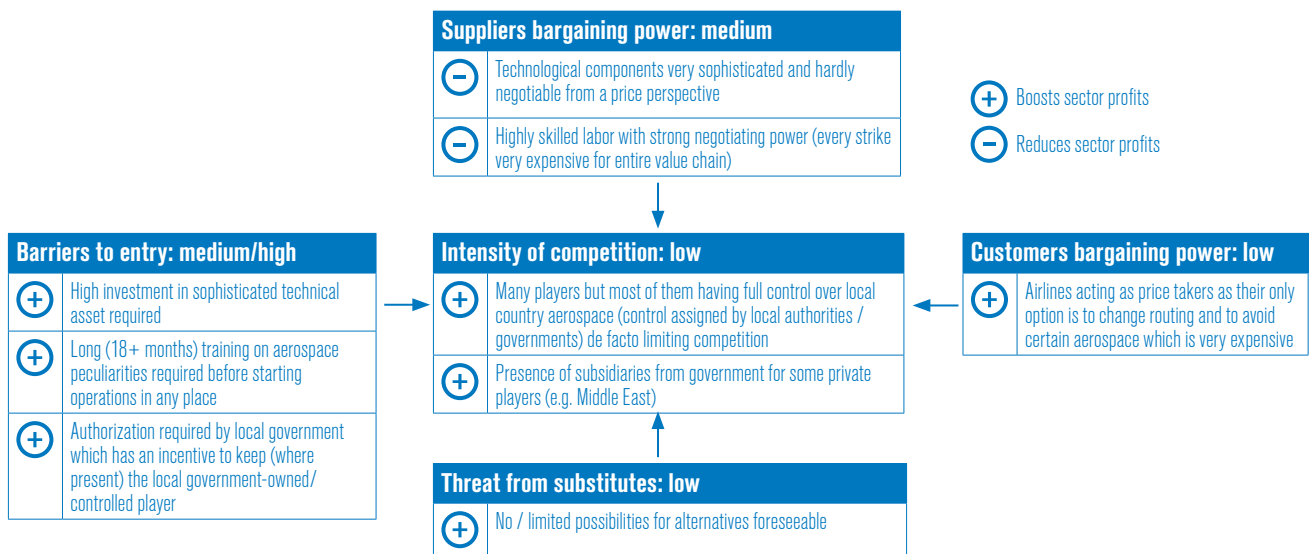 Suppliers bargaining power: medium
Technological components very sophisticated and hardly
negotiable from a price perspective
Highly skilled labor with strong negotiating power (every strike
very expensive for entire value chain)
Boosts sector profits
Reduces sector profits
Barriers to entry: medium/high
High investment in sophisticated technical
asset required
Long (18+ months) training on aerospace
peculiarities required before starting
operations in any place
Authorization required by local government
which has an incentive to keep (where
present) the local government-owned/
controlled player
Intensity of competition: low
Many players but most of them having full control over local
country aerospace (control assigned by local authorities /
governments) de facto limiting competition
Presence of subsidiaries from government for some private
players (e.g. Middle East)
Customers bargaining power: low
Airlines acting as price takers as their only
option is to change routing and to avoid
certain aerospace which is very expensive
Threat from substitutes: low
No / limited possibilities for alternatives foreseeable